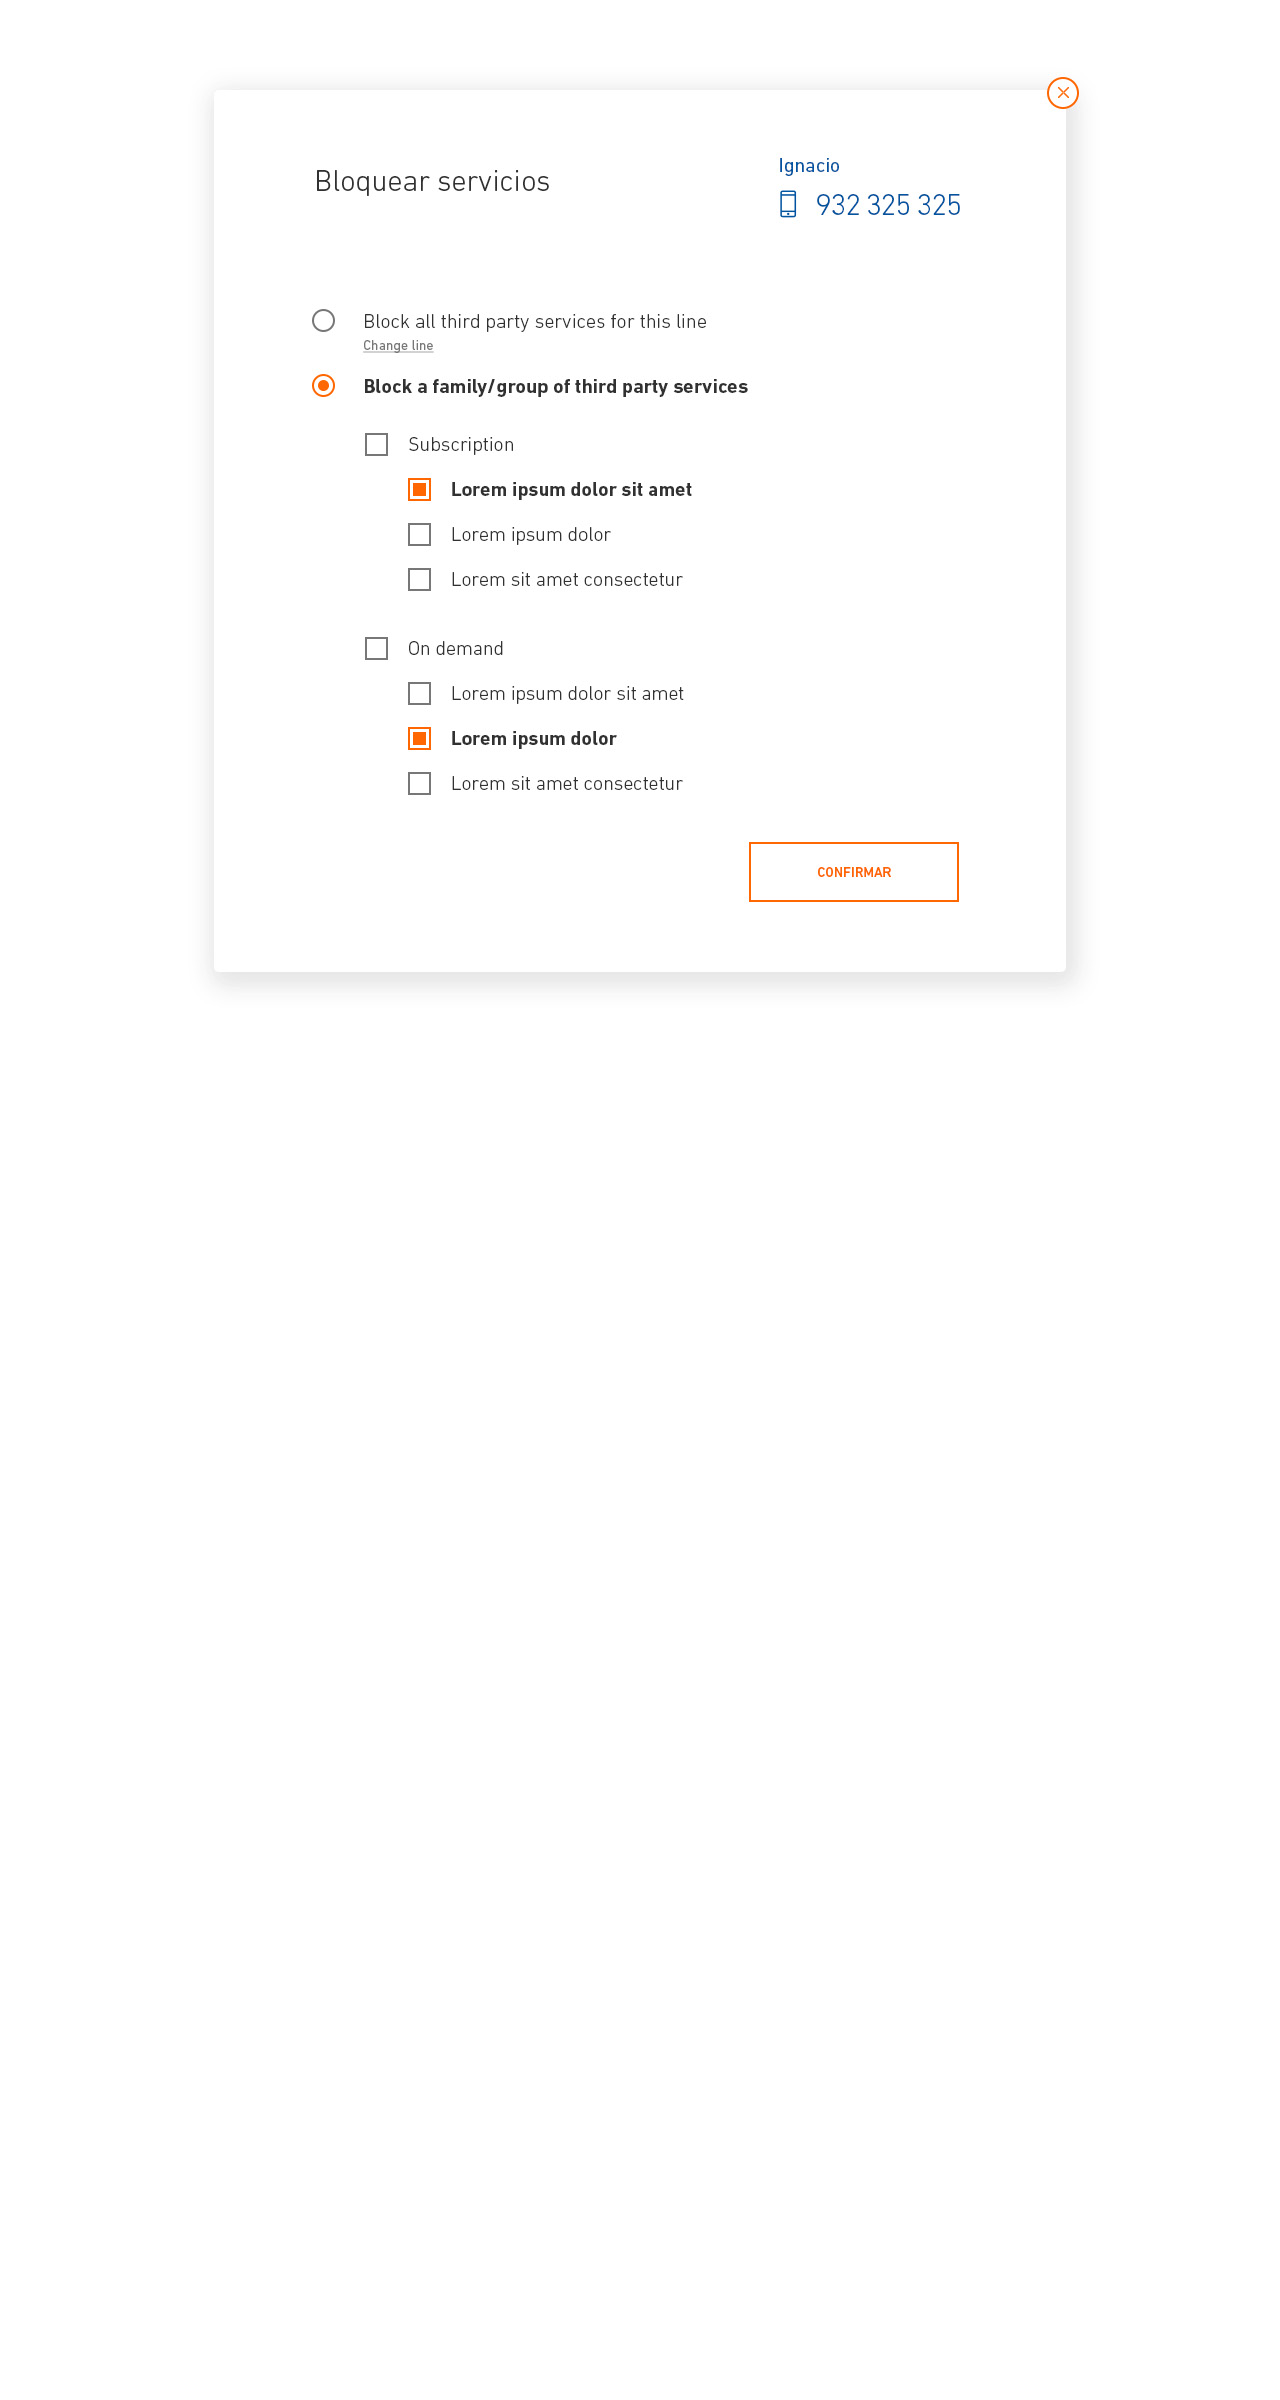 Bloquear servicios
Ignacio
932 325 325
Block all third party services for this line
Change line
Block a family/group of third party services
Subscription
Lorem ipsum dolor sit amet
Lorem ipsum dolor
Lorem sit amet consectetur
On demand
Lorem ipsum dolor sit amet
Lorem ipsum dolor
Lorem sit amet consectetur
CONFIRMAR